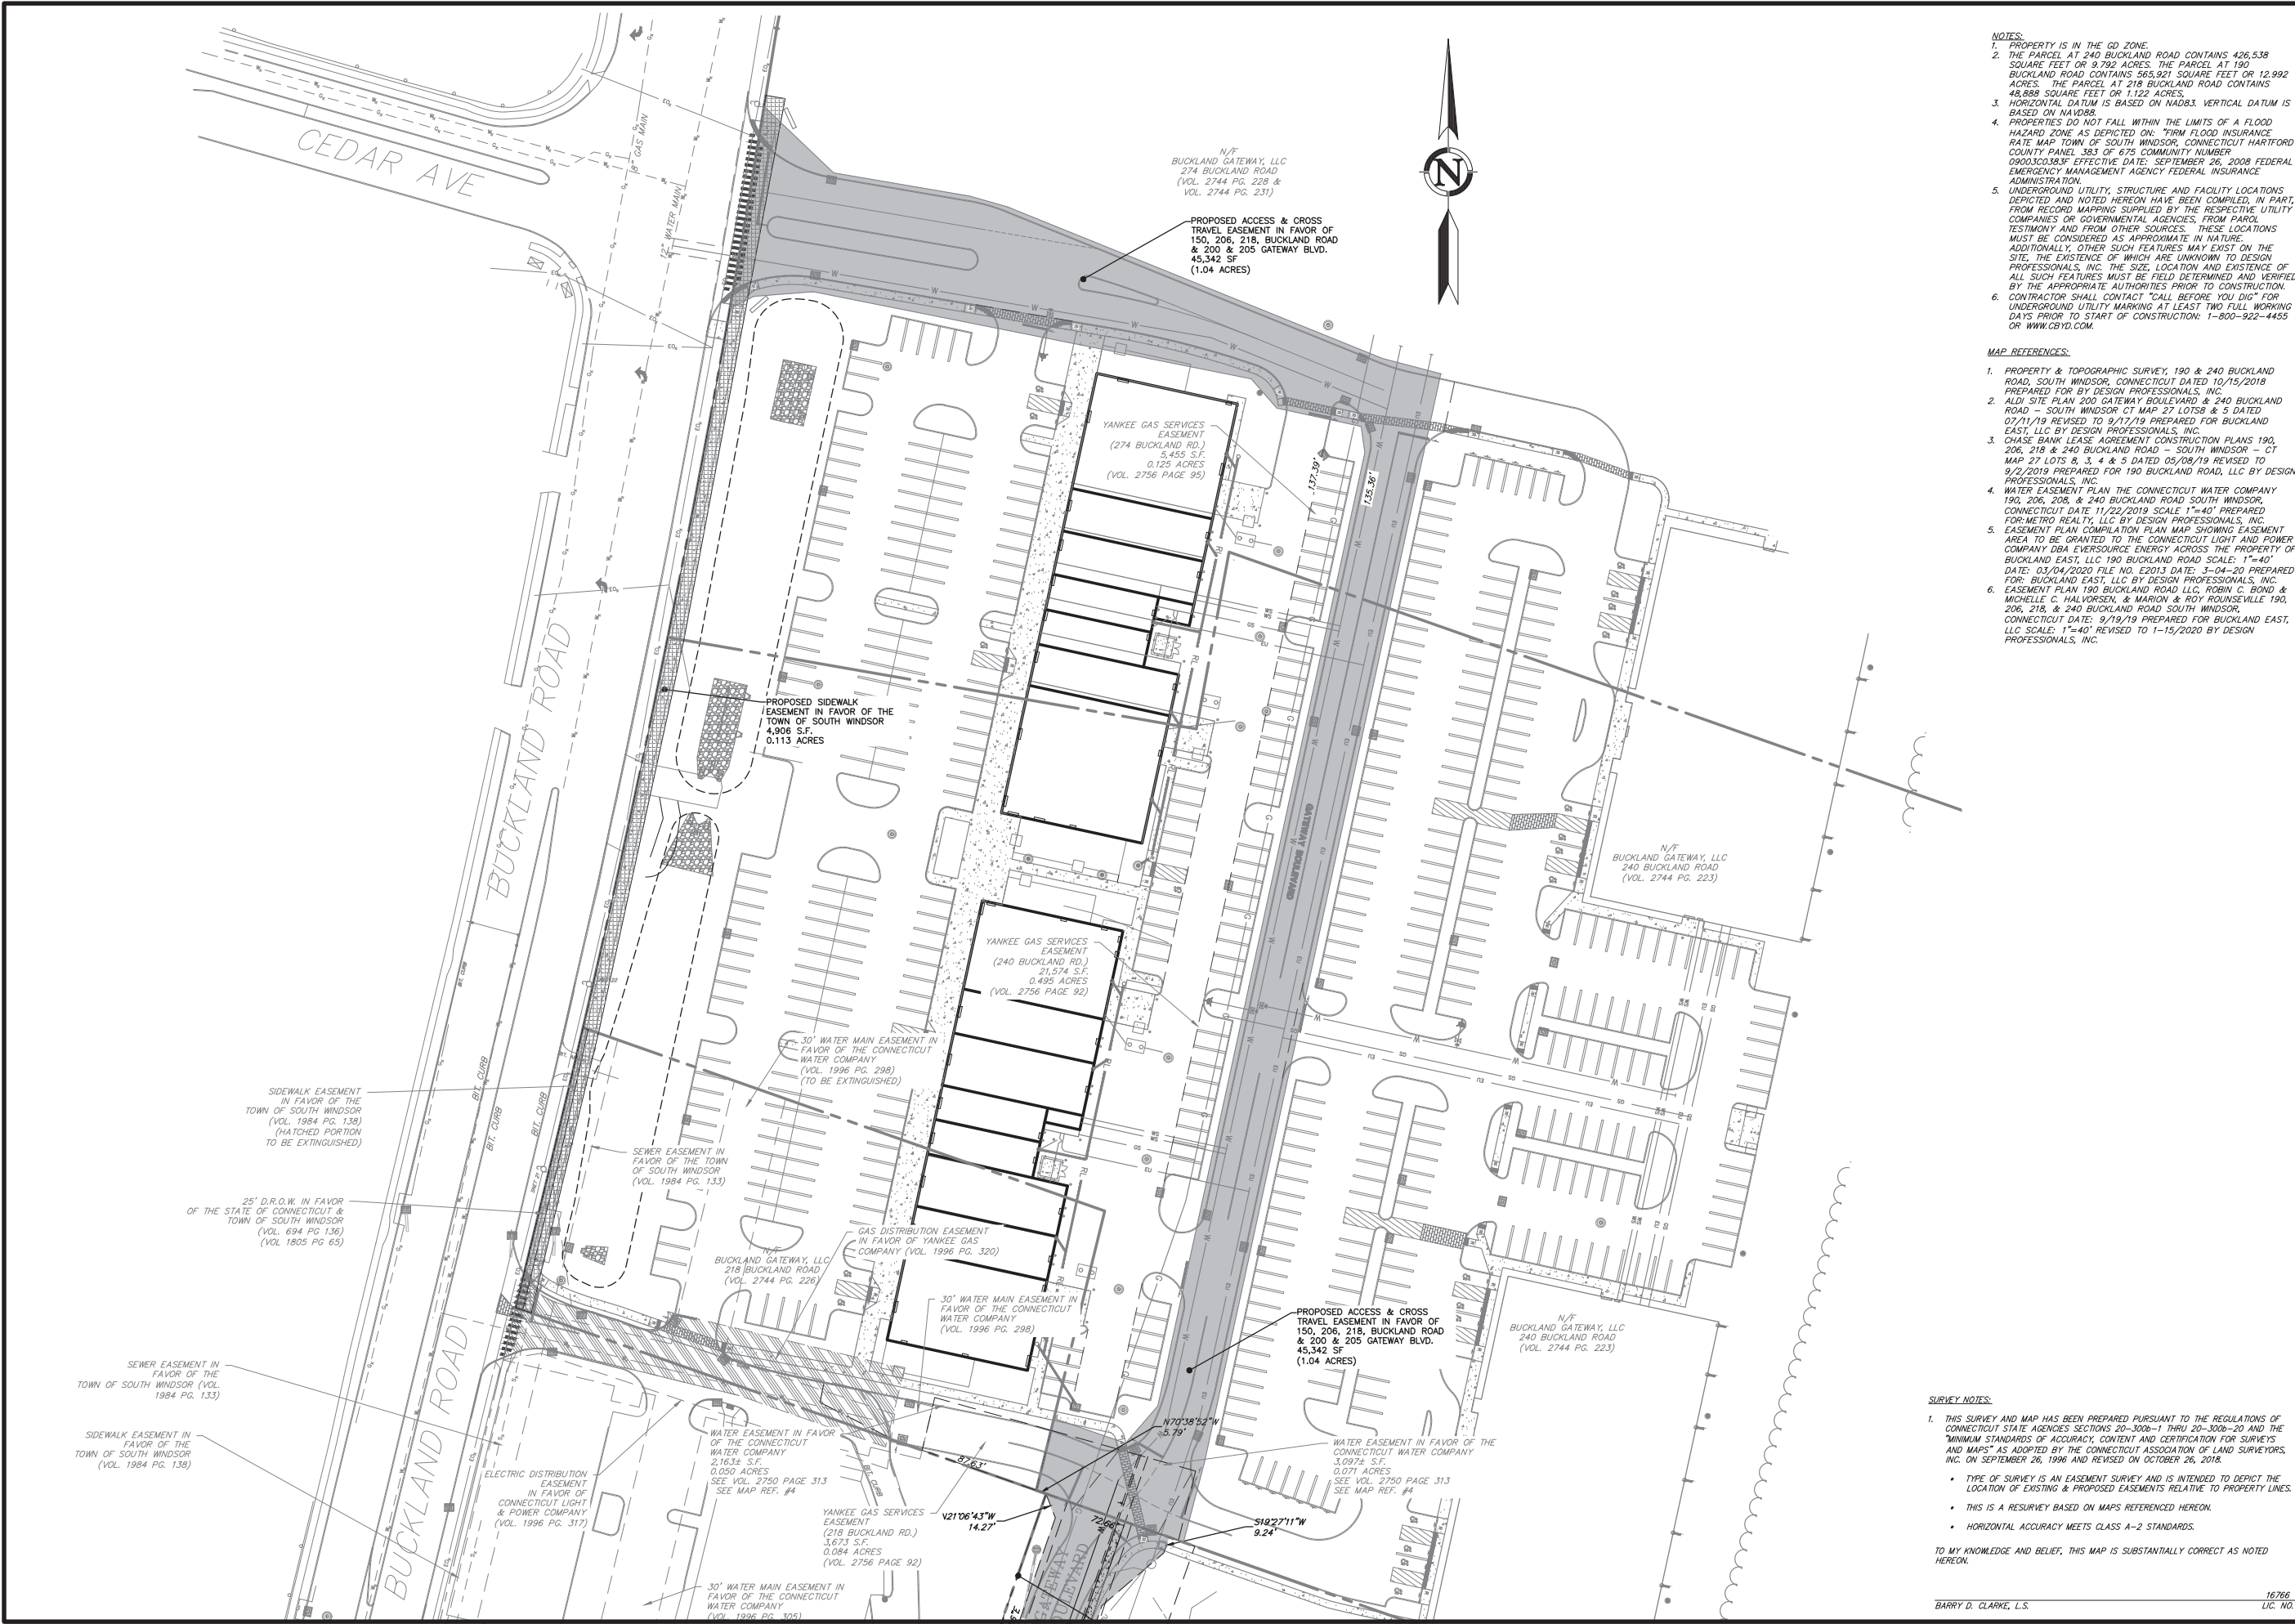 CEDAR AVE
8" GAS MAIN
12" WATER MAIN
N/F
BUCKLAND GATEWAY, LLC
274 BUCKLAND ROAD
(VOL. 2744 PG. 228 &
VOL. 2744 PG. 231)
PROPOSED ACCESS & CROSS
TRAVEL EASEMENT IN FAVOR OF
150, 206, 218, BUCKLAND ROAD
& 200 & 205 GATEWAY BLVD.
45,342 SF
(1.04 ACRES)
N
NOTES:
1. PROPERTY IS IN THE GD ZONE.
2. THE PARCEL AT 240 BUCKLAND ROAD CONTAINS 426,538
SQUARE FEET OR 9.792 ACRES. THE PARCEL AT 190
BUCKLAND ROAD CONTAINS 565,921 SQUARE FEET OR 12.992
ACRES. THE PARCEL AT 218 BUCKLAND ROAD CONTAINS
48,888 SQUARE FEET OR 1.122 ACRES,
3. HORIZONTAL DATUM IS BASED ON NAD83. VERTICAL DATUM IS
BASED ON NAVD88.
4. PROPERTIES DO NOT FALL WITHIN THE LIMITS OF A FLOOD
HAZARD ZONE AS DEPICTED ON: "FIRM FLOOD INSURANCE
RATE MAP TOWN OF SOUTH WINDSOR, CONNECTICUT HARTFORD
COUNTY PANEL 383 OF 675 COMMUNITY NUMBER
09003C0383F EFFECTIVE DATE: SEPTEMBER 26, 2008 FEDERAL
EMERGENCY MANAGEMENT AGENCY FEDERAL INSURANCE
ADMINISTRATION.
5. UNDERGROUND UTILITY, STRUCTURE AND FACILITY LOCATIONS
DEPICTED AND NOTED HEREON HAVE BEEN COMPILED, IN PART,
FROM RECORD MAPPING SUPPLIED BY THE RESPECTIVE UTILITY
COMPANIES OR GOVERNMENTAL AGENCIES, FROM PAROL
TESTIMONY AND FROM OTHER SOURCES. THESE LOCATIONS
MUST BE CONSIDERED AS APPROXIMATE IN NATURE.
ADDITIONALLY, OTHER SUCH FEATURES MAY EXIST ON THE
SITE, THE EXISTENCE OF WHICH ARE UNKNOWN TO DESIGN
PROFESSIONALS, INC. THE SIZE, LOCATION AND EXISTENCE OF
ALL SUCH FEATURES MUST BE FIELD DETERMINED AND VERIFIED
BY THE APPROPRIATE AUTHORITIES PRIOR TO CONSTRUCTION.
6. CONTRACTOR SHALL CONTACT "CALL BEFORE YOU DIG" FOR
UNDERGROUND UTILITY MARKING AT LEAST TWO FULL WORKING
DAYS PRIOR TO START OF CONSTRUCTION: 1-800-922-4455
OR WWW.CBYD.COM.
MAP REFERENCES:
1. PROPERTY & TOPOGRAPHIC SURVEY, 190 & 240 BUCKLAND
ROAD, SOUTH WINDSOR, CONNECTICUT DATED 10/15/2018
PREPARED FOR BY DESIGN PROFESSIONALS, INC.
2. ALDI SITE PLAN 200 GATEWAY BOULEVARD & 240 BUCKLAND
ROAD - SOUTH WINDSOR CT MAP 27 LOTS8 & 5 DATED
07/11/19 REVISED TO 9/17/19 PREPARED FOR BUCKLAND
EAST, LLC BY DESIGN PROFESSIONALS, INC.
3. CHASE BANK LEASE AGREEMENT CONSTRUCTION PLANS 190,
206, 218 & 240 BUCKLAND ROAD - SOUTH WINDSOR - CT
MAP 27 LOTS 8, 3, 4 & 5 DATED 05/08/19 REVISED TO
9/2/2019 PREPARED FOR 190 BUCKLAND ROAD, LLC BY DESIGN
PROFESSIONALS, INC.
4. WATER EASEMENT PLAN THE CONNECTICUT WATER COMPANY
190, 206, 208, & 240 BUCKLAND ROAD SOUTH WINDSOR,
CONNECTICUT DATE 11/22/2019 SCALE 1"=40' PREPARED
FOR: METRO REALTY, LLC BY DESIGN PROFESSIONALS, INC.
5. EASEMENT PLAN COMPILATION PLAN MAP SHOWING EASEMENT
AREA TO BE GRANTED TO THE CONNECTICUT LIGHT AND POWER
COMPANY DBA EVERSOURCE ENERGY ACROSS THE PROPERTY OF
BUCKLAND EAST, LLC 190 BUCKLAND ROAD SCALE: 1"=40'
DATE: 03/04/2020 FILE NO. E2013 DATE: 3-04-20 PREPARED
FOR: BUCKLAND EAST, LLC BY DESIGN PROFESSIONALS, INC.
6. EASEMENT PLAN 190 BUCKLAND ROAD LLC, ROBIN C. BOND &
MICHELLE C. HALVORSEN, & MARION & ROY ROUNSEVILLE 190,
206, 218, & 240 BUCKLAND ROAD SOUTH WINDSOR,
CONNECTICUT DATE: 9/19/19 PREPARED FOR BUCKLAND EAST,
LLC SCALE: 1"=40' REVISED TO 1-15/2020 BY DESIGN
PROFESSIONALS, INC.
YANKEE GAS SERVICES
EASEMENT
(274 BUCKLAND RD.)
5,455 S.F.
0.125 ACRES
(VOL. 2756 PAGE 95)
137.39'
135.36'
BUCKLAND ROAD
PROPOSED SIDEWALK
EASEMENT IN FAVOR OF THE
TOWN OF SOUTH WINDSOR
4,906 S.F.
0.113 ACRES
GATEWAY BOULEVARD
N/F
BUCKLAND GATEWAY, LLC
240 BUCKLAND ROAD
(VOL. 2744 PG. 223)
YANKEE GAS SERVICES
EASEMENT
(240 BUCKLAND RD.)
21,574 S.F.
0.495 ACRES
(VOL. 2756 PAGE 92)
30' WATER MAIN EASEMENT IN
FAVOR OF THE CONNECTICUT
WATER COMPANY
(VOL. 1996 PG. 298)
(TO BE EXTINGUISHED)
BIT. CURB
BIT. CURB
BIT. CURB
BIT. CURB
SIDEWALK EASEMENT
IN FAVOR OF THE
TOWN OF SOUTH WINDSOR
(VOL. 1984 PG. 138)
(HATCHED PORTION
TO BE EXTINGUISHED)
SEWER EASEMENT IN
FAVOR OF THE TOWN
OF SOUTH WINDSOR
(VOL. 1984 PG. 133)
25' D.R.O.W. IN FAVOR
OF THE STATE OF CONNECTICUT &
TOWN OF SOUTH WINDSOR
(VOL. 694 PG 136)
(VOL 1805 PG 65)
GAS DISTRIBUTION EASEMENT
IN FAVOR OF YANKEE GAS
COMPANY (VOL. 1996 PG. 320)
N/F
BUCKLAND GATEWAY, LLC
218 BUCKLAND ROAD
(VOL. 2744 PG. 226)
30' WATER MAIN EASEMENT IN
FAVOR OF THE CONNECTICUT
WATER COMPANY
(VOL. 1996 PG. 298)
PROPOSED ACCESS & CROSS
TRAVEL EASEMENT IN FAVOR OF
150, 206, 218, BUCKLAND ROAD
& 200 & 205 GATEWAY BLVD.
45,342 SF
(1.04 ACRES)
N/F
BUCKLAND GATEWAY, LLC
240 BUCKLAND ROAD
(VOL. 2744 PG. 223)
SEWER EASEMENT IN
FAVOR OF THE
TOWN OF SOUTH WINDSOR (VOL.
1984 PG. 133)
SIDEWALK EASEMENT IN
FAVOR OF THE
TOWN OF SOUTH WINDSOR
(VOL. 1984 PG. 138)
BUCKLAND ROAD
ELECTRIC DISTRIBUTION
EASEMENT
IN FAVOR OF
CONNECTICUT LIGHT
& POWER COMPANY
(VOL. 1996 PG. 317)
WATER EASEMENT IN FAVOR
OF THE CONNECTICUT
WATER COMPANY
2,163± S.F.
0.050 ACRES
SEE VOL. 2750 PAGE 313
SEE MAP REF. #4
BIT. CURB
87.63'
N70°38'52"W
5.79'
WATER EASEMENT IN FAVOR OF THE
CONNECTICUT WATER COMPANY
3,097± S.F.
0.071 ACRES
SEE VOL. 2750 PAGE 313
SEE MAP REF. #4
YANKEE GAS SERVICES
EASEMENT
(218 BUCKLAND RD.)
3,673 S.F.
0.084 ACRES
(VOL. 2756 PAGE 92)
21°06'43"W
14.27'
72.66'
S19°27'11"W
9.24'
GATEWAY
BOULEVARD
30' WATER MAIN EASEMENT IN
FAVOR OF THE CONNECTICUT
WATER COMPANY
(VOL. 1996 PG. 305)
SURVEY NOTES:
1. THIS SURVEY AND MAP HAS BEEN PREPARED PURSUANT TO THE REGULATIONS OF
CONNECTICUT STATE AGENCIES SECTIONS 20-300b-1 THRU 20-300b-20 AND THE
"MINIMUM STANDARDS OF ACCURACY, CONTENT AND CERTIFICATION FOR SURVEYS
AND MAPS" AS ADOPTED BY THE CONNECTICUT ASSOCIATION OF LAND SURVEYORS,
INC. ON SEPTEMBER 26, 1996 AND REVISED ON OCTOBER 26, 2018.
• TYPE OF SURVEY IS AN EASEMENT SURVEY AND IS INTENDED TO DEPICT THE
LOCATION OF EXISTING & PROPOSED EASEMENTS RELATIVE TO PROPERTY LINES.
• THIS IS A RESURVEY BASED ON MAPS REFERENCED HEREON.
• HORIZONTAL ACCURACY MEETS CLASS A-2 STANDARDS.
TO MY KNOWLEDGE AND BELIEF, THIS MAP IS SUBSTANTIALLY CORRECT AS NOTED
HEREON.
16766
BARRY D. CLARKE, L.S. LIC. NO.